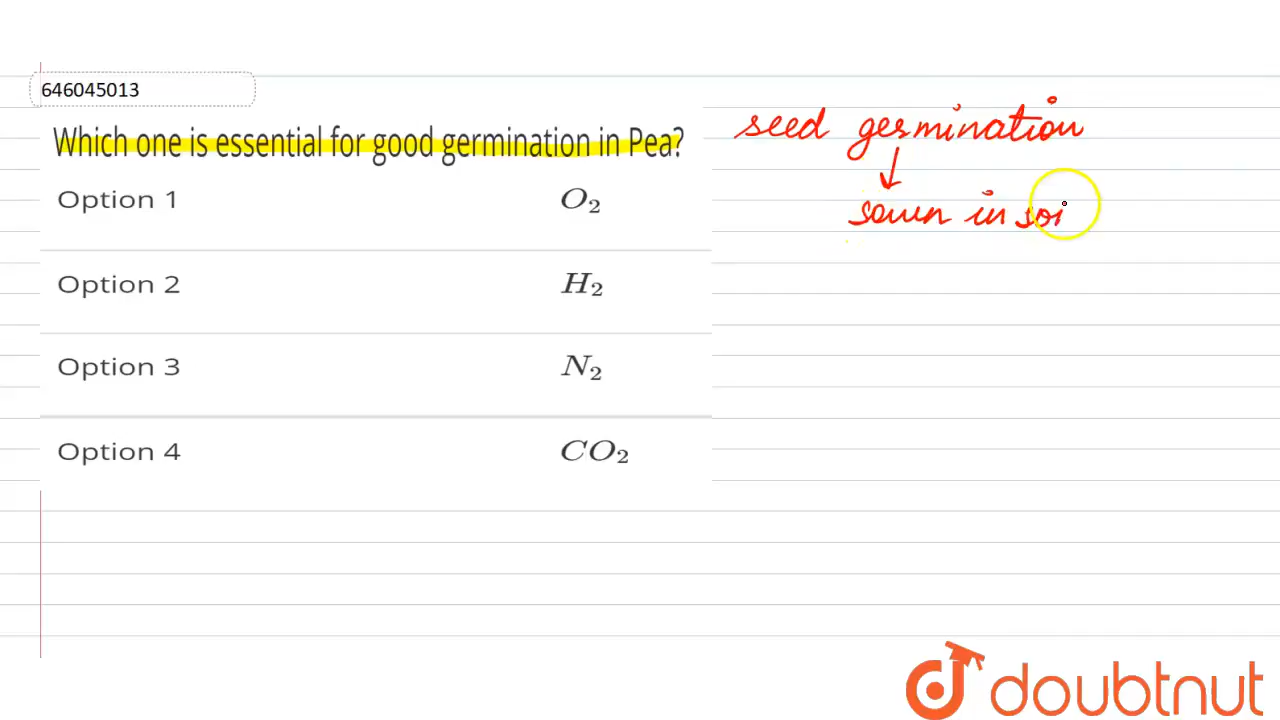 646045013
Which one is essential for good germination in Pea?
Option 1 O₂
Option 2 H₂
Option 3 N₂
Option 4 CO₂
seed germination
↓
sown in soi
doubtnut